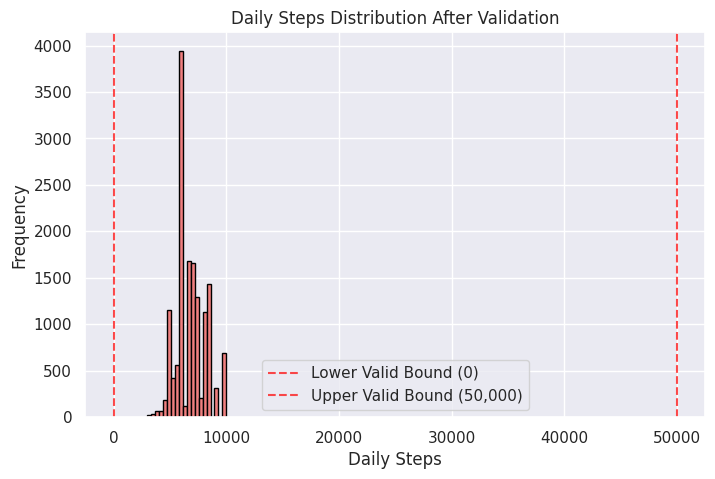 Daily Steps Distribution After Validation
4000
3500
3000
2500
2000
1500
1000
500
0
Frequency
Lower Valid Bound (0)
Upper Valid Bound (50,000)
0 10000 20000 30000 40000 50000
Daily Steps